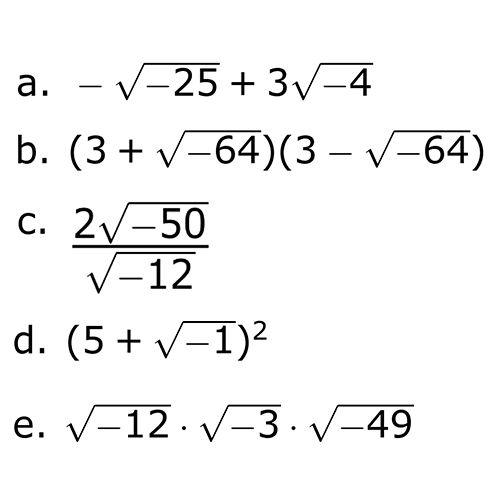 a. − √−25 + 3√−4
b. (3 + √−64)(3 − √−64)
c. 2√−50
√−12
d. (5 + √−1)²
e. √−12 · √−3 · √−49